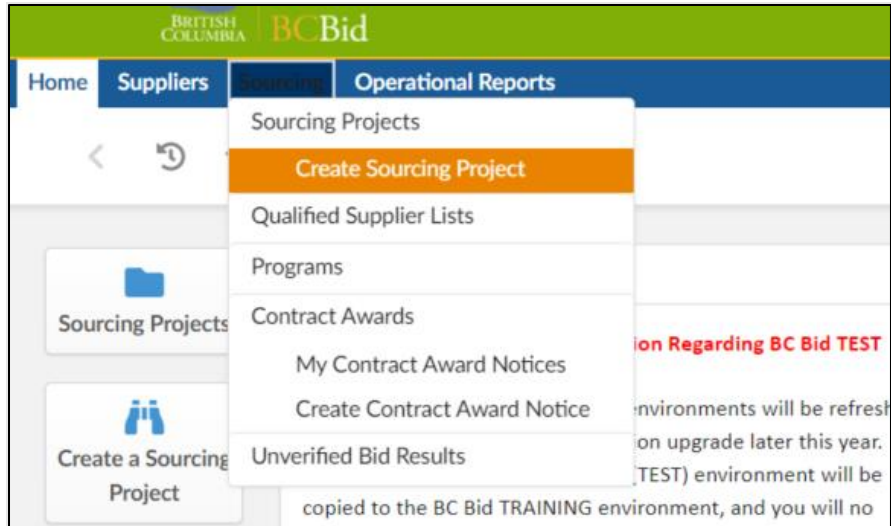 BRITISH
COLUMBIA
BCBid
Home Suppliers Sourcing Operational Reports
Sourcing Projects
Create Sourcing Project
Qualified Supplier Lists
Programs
Contract Awards
My Contract Award Notices
Create Contract Award Notice
Unverified Bid Results
Sourcing Projects
Create a Sourcing
Project
ion Regarding BC Bid TEST
nvironments will be refresh
on upgrade later this year.
TEST) environment will be
copied to the BC Bid TRAINING environment, and you will no